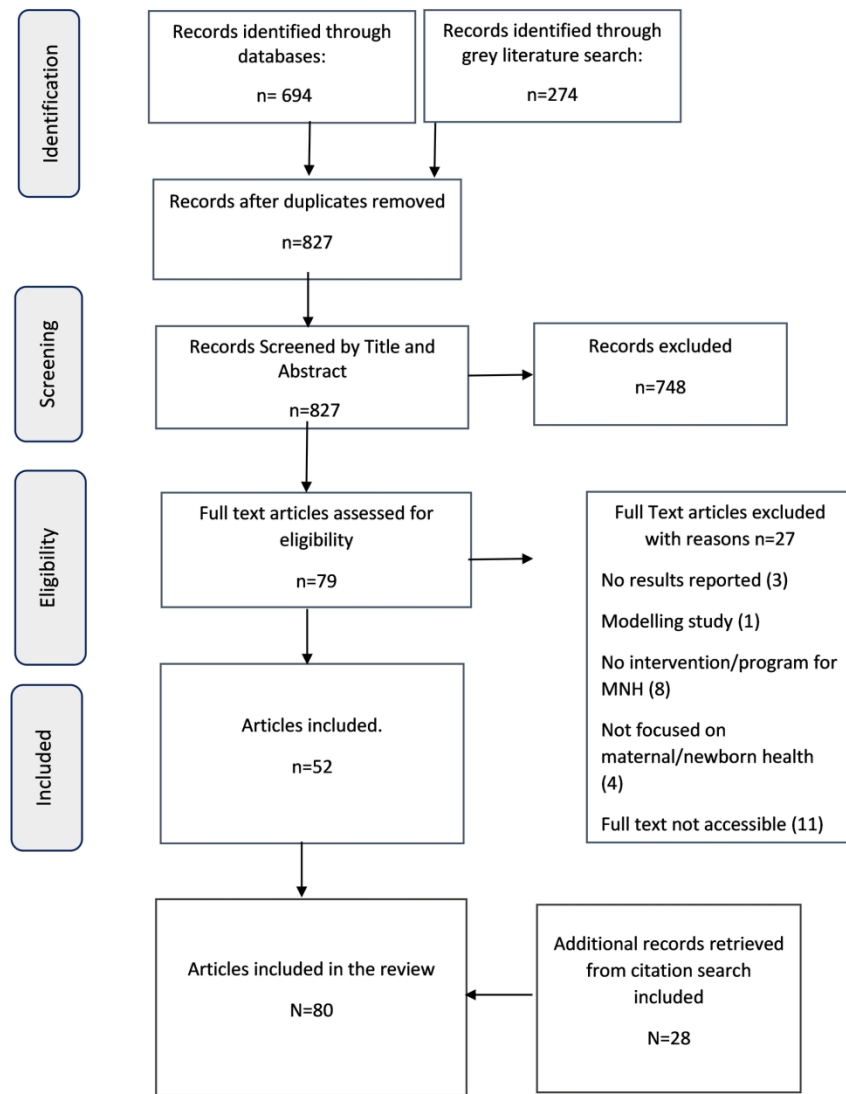 Identification
Records identified through
databases:
n= 694
Records identified through
grey literature search:
n=274
Records after duplicates removed
n=827
Screening
Records Screened by Title and
Abstract
n=827
Records excluded
n=748
Eligibility
Full text articles assessed for
eligibility
n=79
Full Text articles excluded
with reasons n=27
No results reported (3)
Modelling study (1)
No intervention/program for
MNH (8)
Not focused on
maternal/newborn health
(4)
Full text not accessible (11)
Included
Articles included.
n=52
Articles included in the review
N=80
Additional records retrieved
from citation search
included
N=28